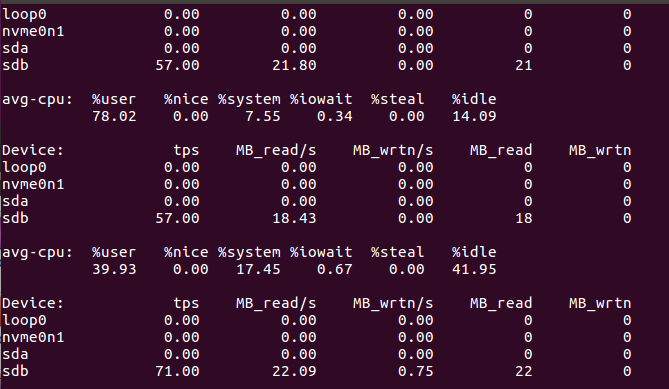 loop0 0.00 0.00 0.00 0 0
nvme0n1 0.00 0.00 0.00 0 0
sda 0.00 0.00 0.00 0 0
sdb 57.00 21.80 0.00 21 0
avg-cpu: %user %nice %system %iowait %steal %idle
78.02 0.00 7.55 0.34 0.00 14.09
Device: tps MB_read/s MB_wrtn/s MB_read MB_wrtn
loop0 0.00 0.00 0.00 0 0
nvme0n1 0.00 0.00 0.00 0 0
sda 0.00 0.00 0.00 0 0
sdb 57.00 18.43 0.00 18 0
avg-cpu: %user %nice %system %iowait %steal %idle
39.93 0.00 17.45 0.67 0.00 41.95
Device: tps MB_read/s MB_wrtn/s MB_read MB_wrtn
loop0 0.00 0.00 0.00 0 0
nvme0n1 0.00 0.00 0.00 0 0
sda 0.00 0.00 0.00 0 0
sdb 71.00 22.09 0.75 22 0